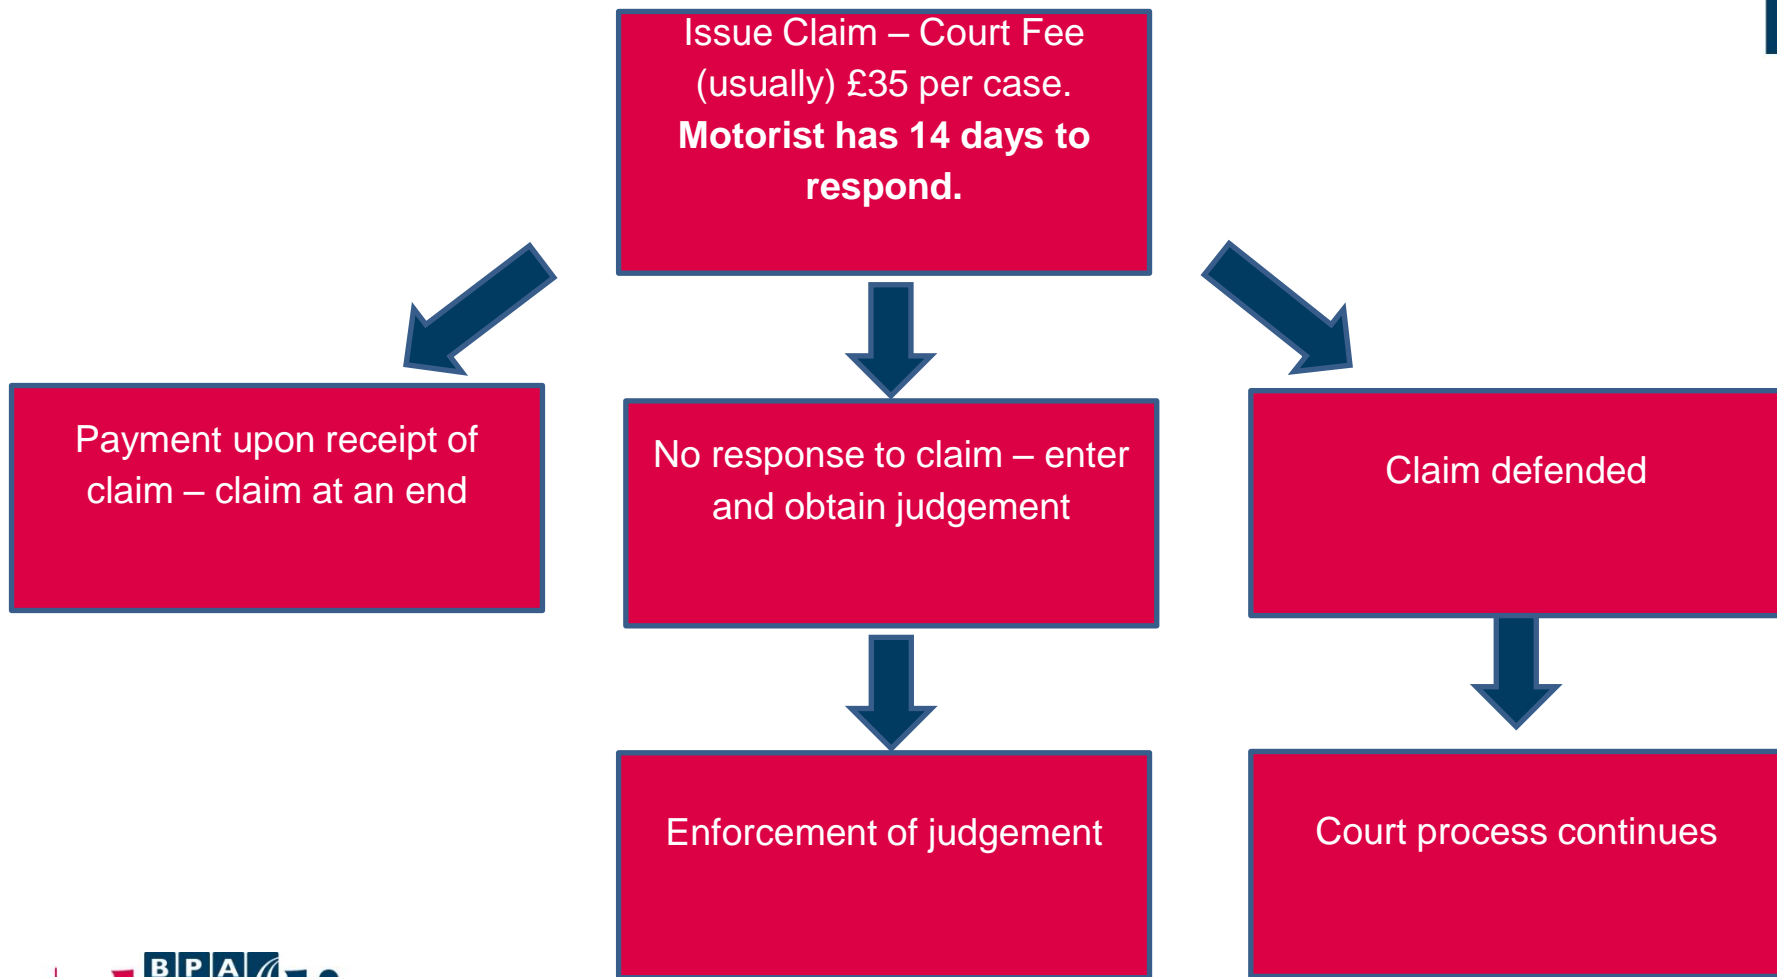 Issue Claim – Court Fee
(usually) £35 per case.
Motorist has 14 days to
respond.
Payment upon receipt of
claim – claim at an end
No response to claim – enter
and obtain judgement
Claim defended
Enforcement of judgement
Court process continues
BPA